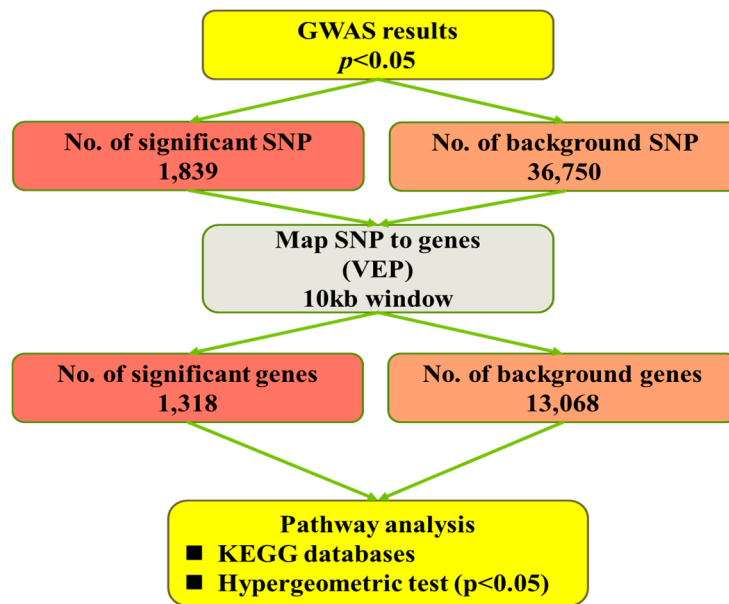 GWAS results
p<0.05
No. of significant SNP
1,839
No. of background SNP
36,750
Map SNP to genes
(VEP)
10kb window
No. of significant genes
1,318
No. of background genes
13,068
Pathway analysis
■ KEGG databases
■ Hypergeometric test (p<0.05)